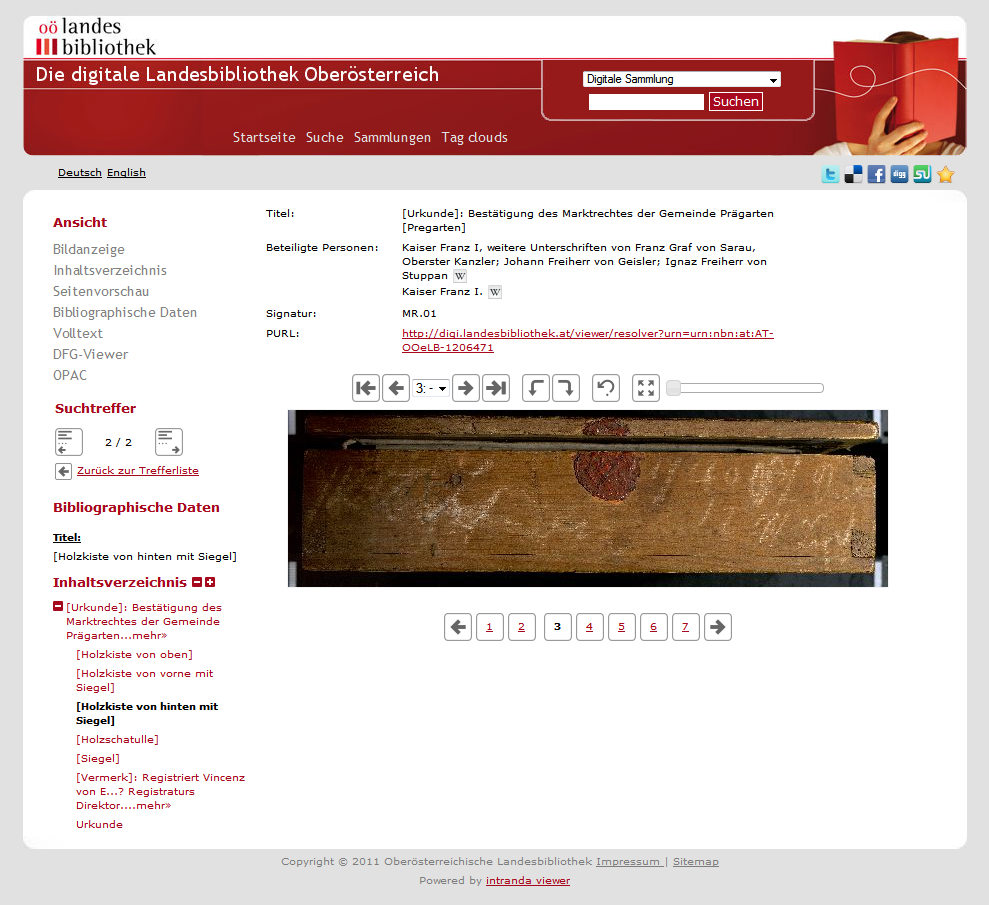 oö landes
bibliothek
Die digitale Landesbibliothek Oberösterreich
Digitale Sammlung
Suchen
Startseite Suche Sammlungen Tag clouds
Deutsch English
Ansicht
Bildanzeige
Inhaltsverzeichnis
Seitenvorschau
Bibliographische Daten
Volltext
DFG-Viewer
OPAC
Suchtreffer
2 / 2
Zurück zur Trefferliste
Bibliographische Daten
Titel:
[Holzkiste von hinten mit Siegel]
Inhaltsverzeichnis
[Urkunde]: Bestätigung des
Marktrechtes der Gemeinde
Prägarten...mehr»
[Holzkiste von oben]
[Holzkiste von vorne mit
Siegel]
[Holzkiste von hinten mit
Siegel]
[Holzschatulle]
[Siegel]
[Vermerk]: Registriert Vincenz
von E...? Registraturs
Direktor....mehr»
Urkunde
Titel: [Urkunde]: Bestätigung des Marktrechtes der Gemeinde Prägarten
[Pregarten]
Beteiligte Personen: Kaiser Franz I, weitere Unterschriften von Franz Graf von Sarau,
Oberster Kanzler; Johann Freiherr von Geisler; Ignaz Freiherr von
Stuppan W
Kaiser Franz I. W
Signatur: MR.01
PURL: http://digi.landesbibliothek.at/viewer/resolver?urn=urn:nbn:at:AT-
OOeLB-1206471
3: -
1 2 3 4 5 6 7
Copyright © 2011 Oberösterreichische Landesbibliothek Impressum | Sitemap
Powered by intranda viewer